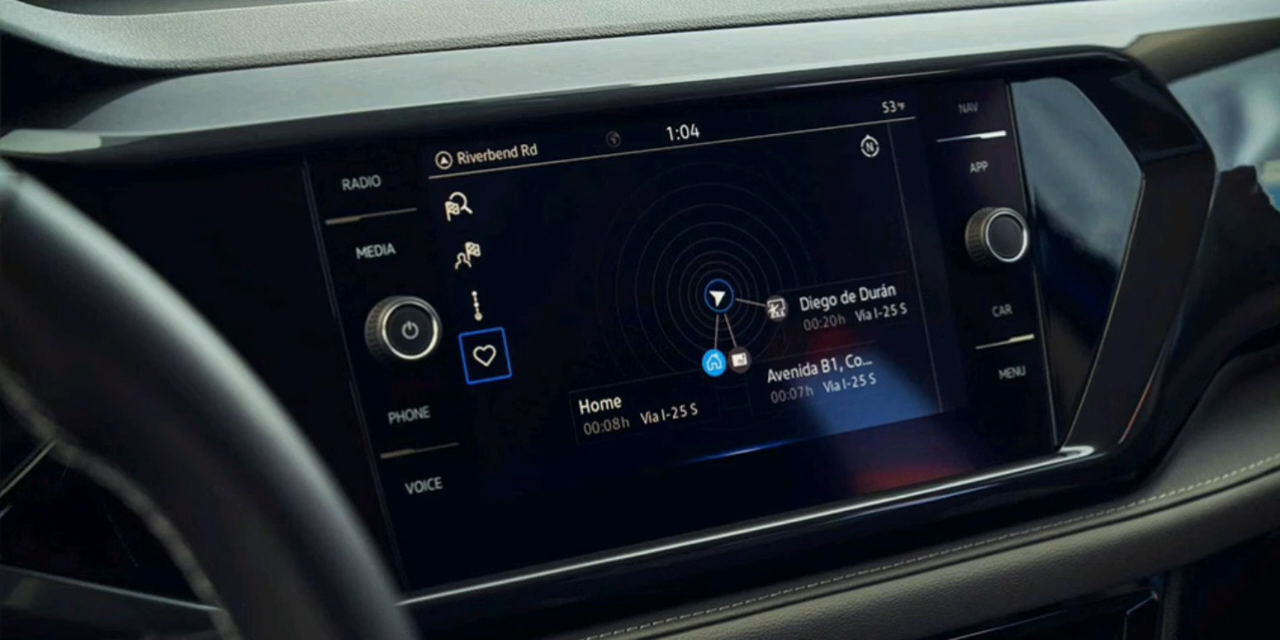 RADIO
MEDIA
PHONE
VOICE
Riverbend Rd
1:04
53°F
N
Diego de Durán
00:20h Via I-25 S
Avenida B1, Co...
00:07h Via I-25 S
Home
00:08h Via I-25 S
NAV
APP
CAR
MENU